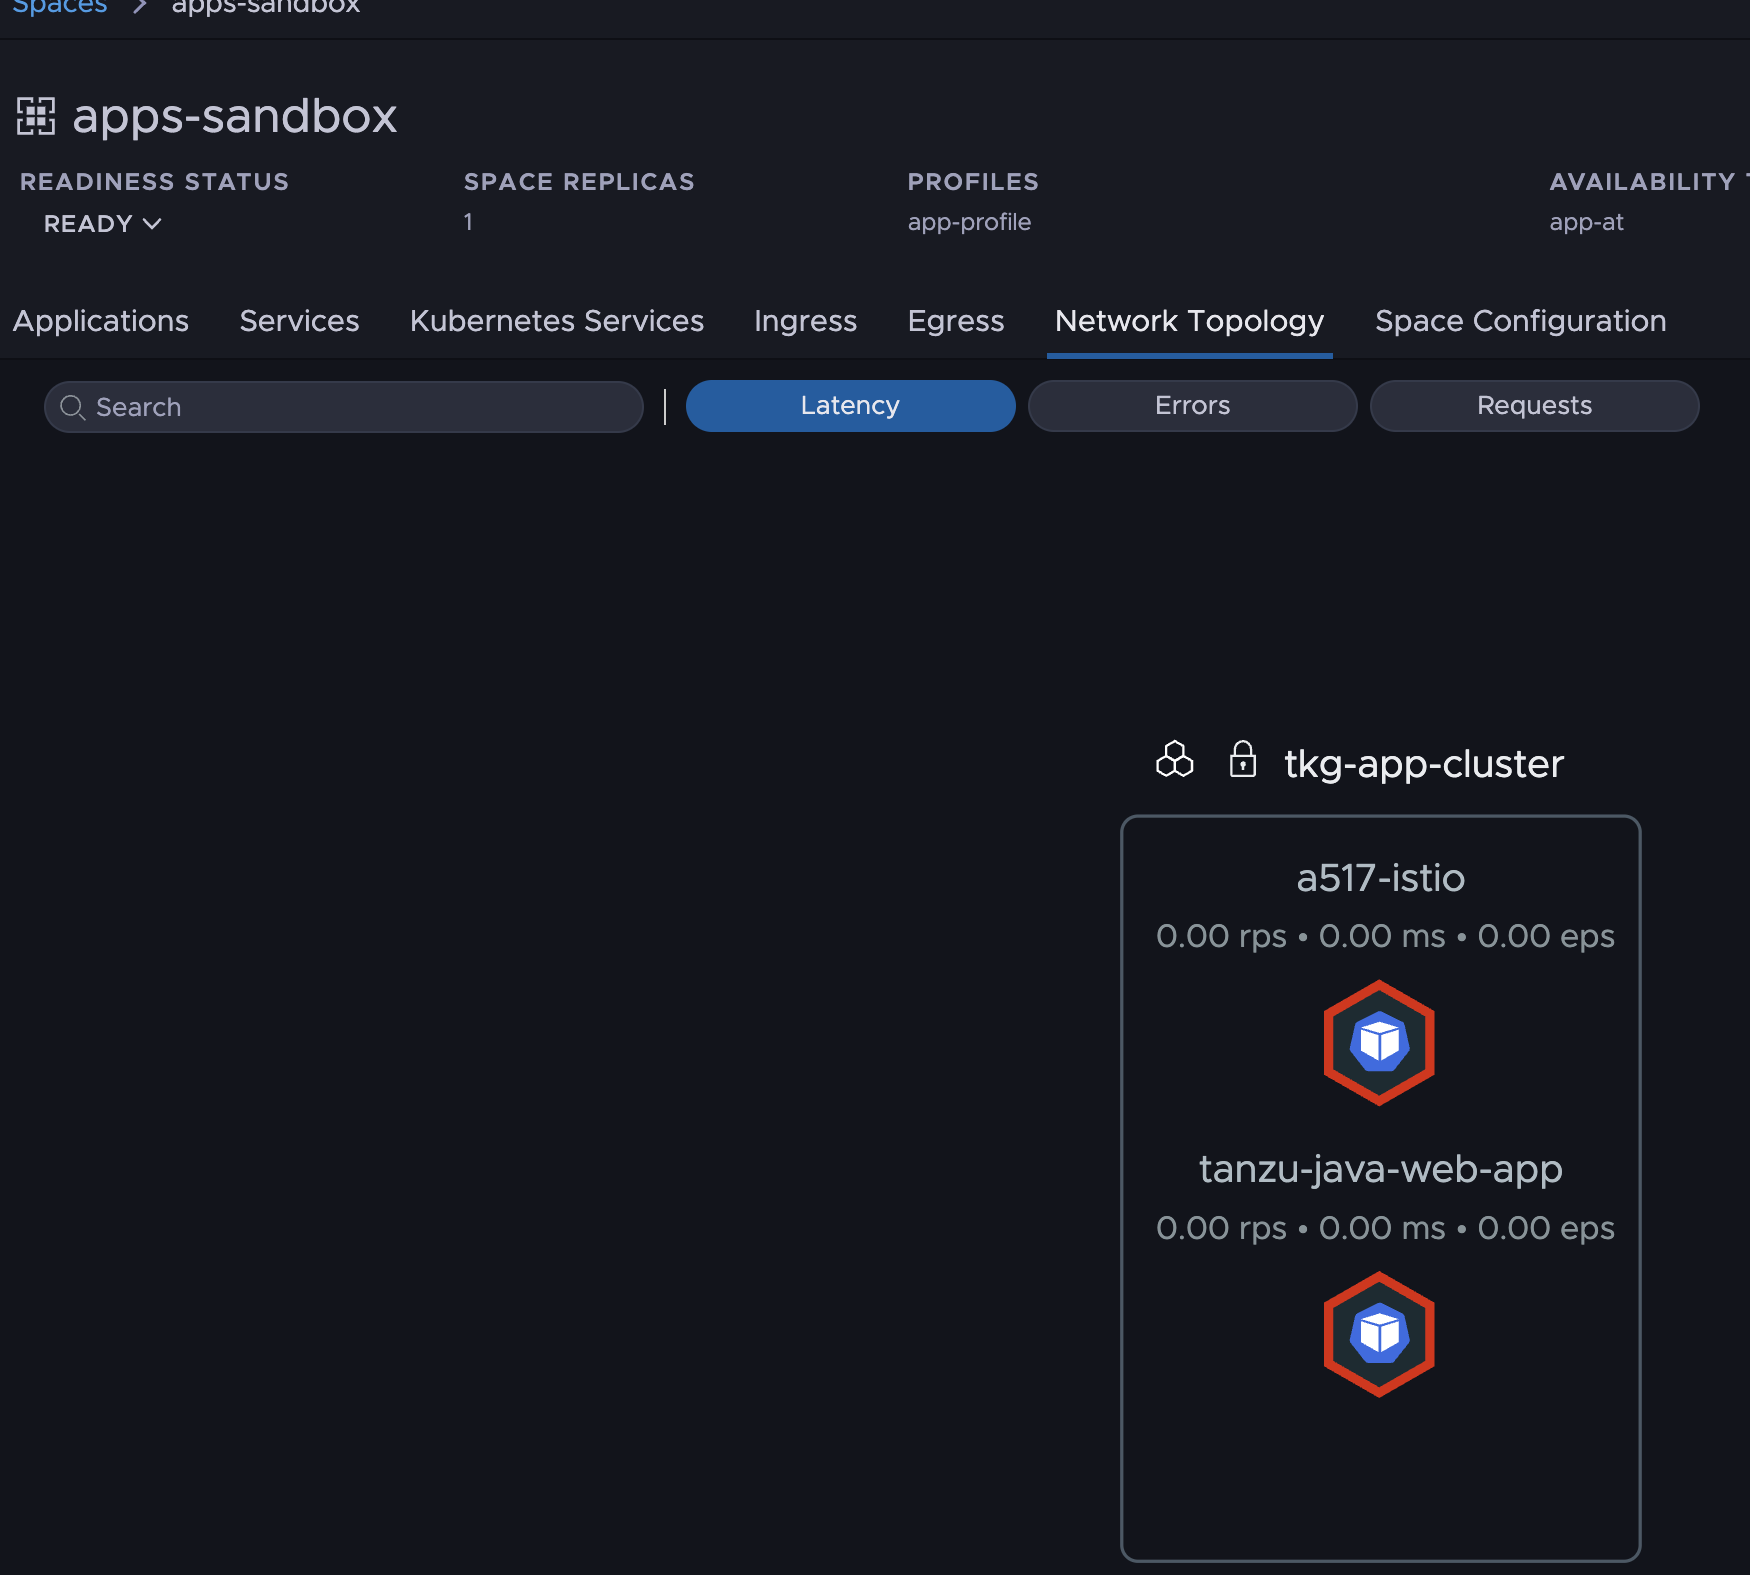 Spaces > apps-sandbox
apps-sandbox
READINESS STATUS SPACE REPLICAS PROFILES AVAILABILITY
READY 1 app-profile app-at
Applications Services Kubernetes Services Ingress Egress Network Topology Space Configuration
Search Latency Errors Requests
tkg-app-cluster
a517-istio
0.00 rps • 0.00 ms • 0.00 eps
tanzu-java-web-app
0.00 rps • 0.00 ms • 0.00 eps